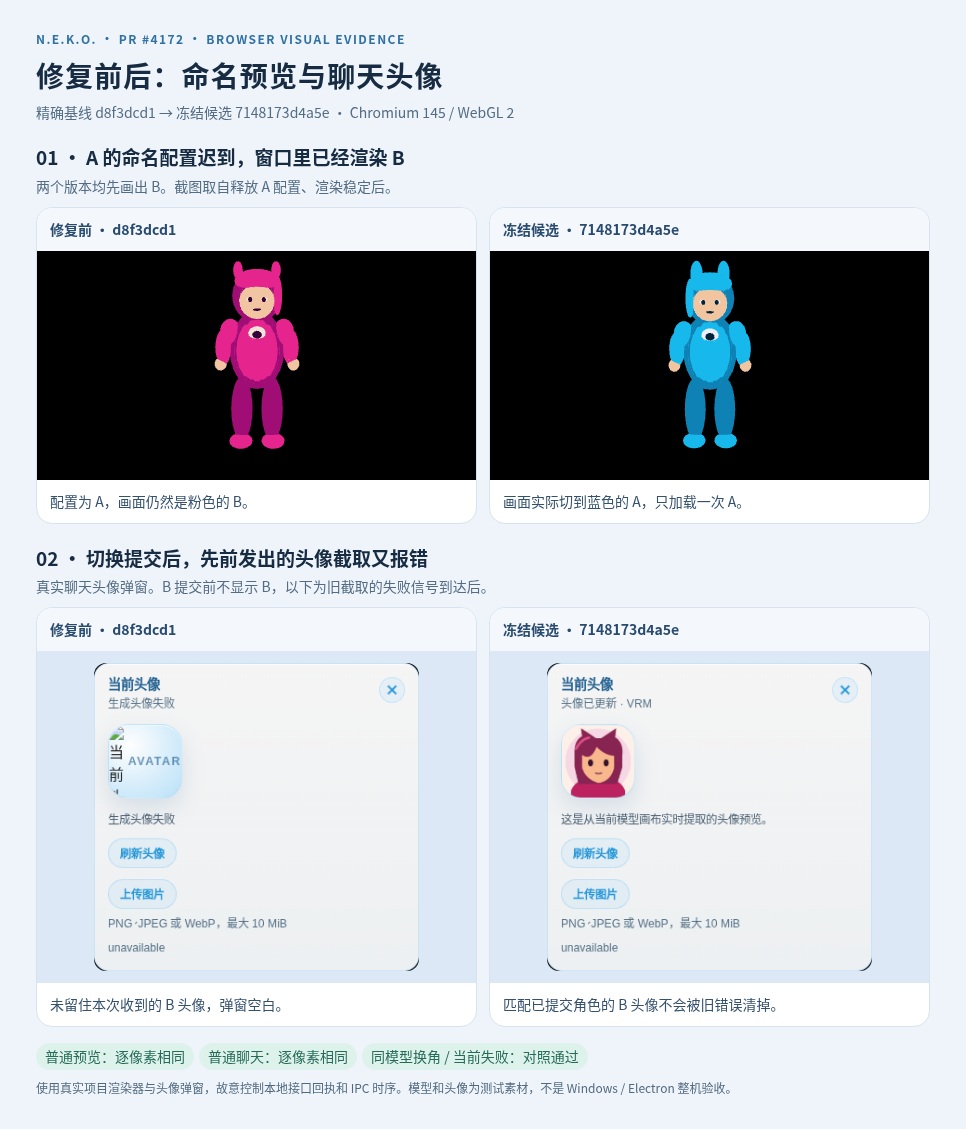 N.E.K.O. · PR #4172 · BROWSER VISUAL EVIDENCE
修复前后：命名预览与聊天头像
精确基线 d8f3dcd1 → 冻结候选 7148173d4a5e · Chromium 145 / WebGL 2
01 · A 的命名配置迟到，窗口里已经渲染 B
两个版本均先画出 B。截图取自释放 A 配置、渲染稳定后。
修复前 · d8f3dcd1
冻结候选 · 7148173d4a5e
配置为 A，画面仍然是粉色的 B。
画面实际切到蓝色的 A，只加载一次 A。
02 · 切换提交后，先前发出的头像截取又报错
真实聊天头像弹窗。B 提交前不显示 B，以下为旧截取的失败信号到达后。
修复前 · d8f3dcd1
当前头像
生成头像失败
当前
AVATAR
生成头像失败
刷新头像
上传图片
PNG、JPEG 或 WebP，最大 10 MiB
unavailable
未留住本次收到的 B 头像，弹窗空白。
冻结候选 · 7148173d4a5e
当前头像
头像已更新 · VRM
这是从当前模型画布实时提取的头像预览。
刷新头像
上传图片
PNG、JPEG 或 WebP，最大 10 MiB
unavailable
匹配已提交角色的 B 头像不会被旧错误清掉。
普通预览：逐像素相同
普通聊天：逐像素相同
同模型换角 / 当前失败：对照通过
使用真实项目渲染器与头像弹窗，故意控制本地接口回执和 IPC 时序。模型和头像为测试素材，不是 Windows / Electron 整机验收。